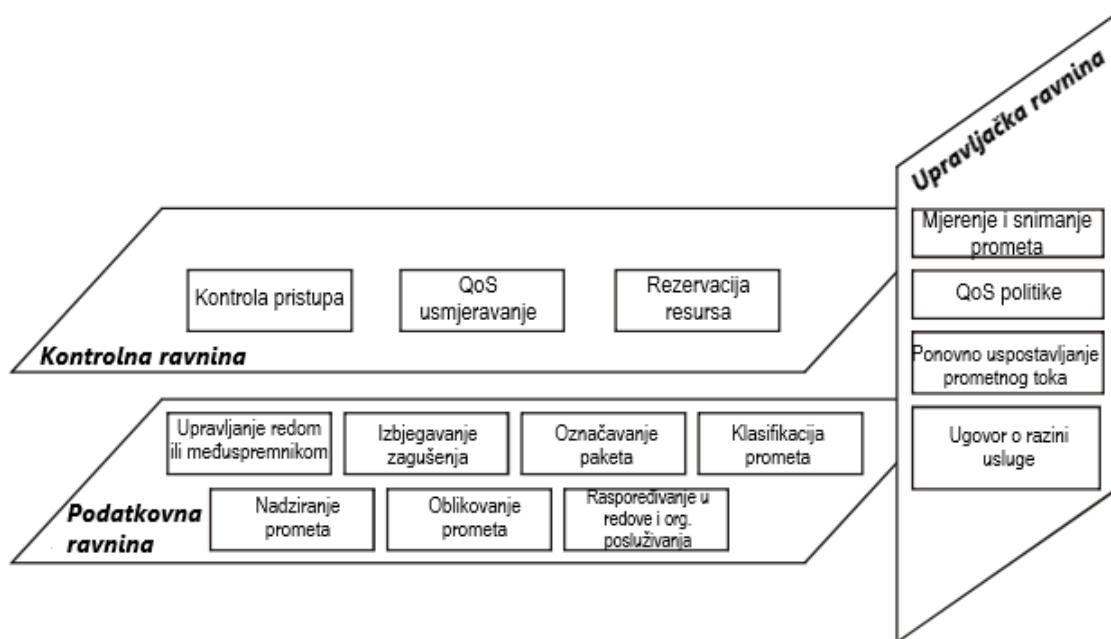 Upravljačka ravnina
Mjerenje i snimanje
prometa
QoS politike
Ponovno uspostavljanje
prometnog toka
Ugovor o razini
usluge
Kontrola pristupa
QoS
usmjeravanje
Rezervacija
resursa
Kontrolna ravnina
Upravljanje redom
ili međuspremnikom
Izbjegavanje
zagušenja
Označavanje
paketa
Klasifikacija
prometa
Nadziranje
prometa
Oblikovanje
prometa
Raspoređivanje u
redove i org.
posluživanja
Podatkovna
ravnina